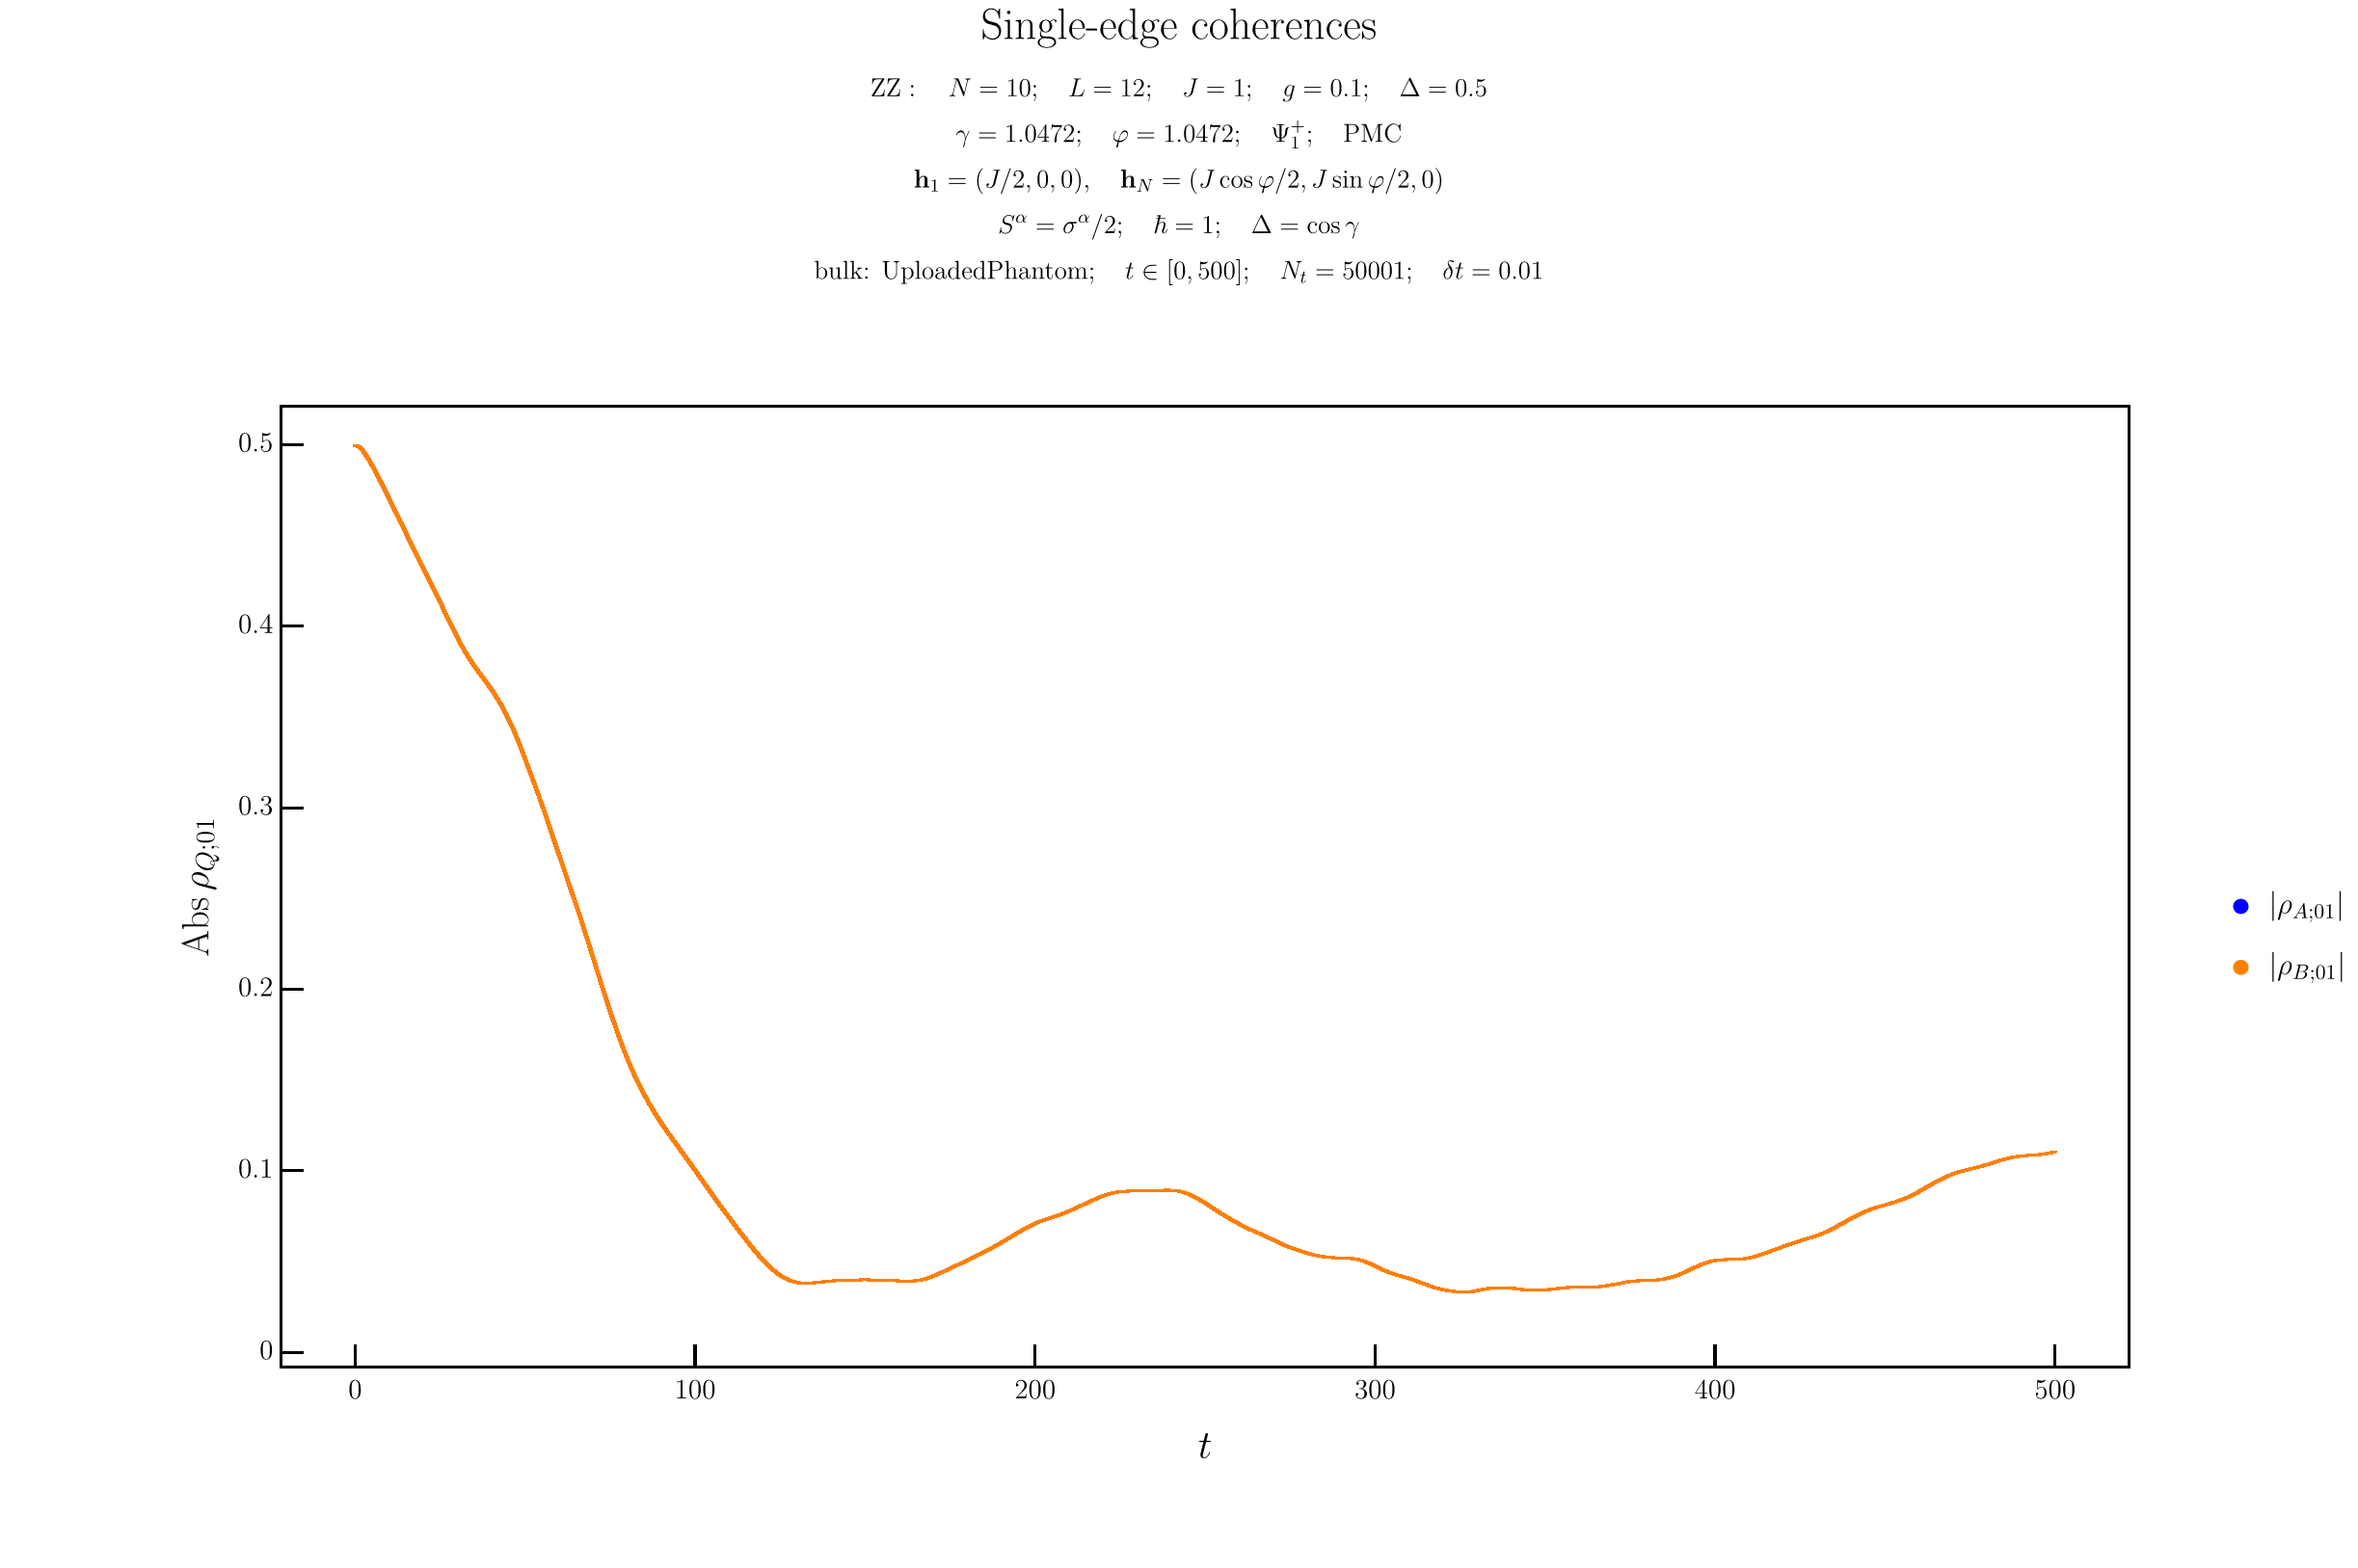 Single-edge coherences
ZZ : N = 10; L = 12; J = 1; g = 0.1; Δ = 0.5
γ = 1.0472; φ = 1.0472; Ψ₁⁺; PMC
𝐡₁ = (J/2, 0, 0), 𝐡_N = (J cos φ/2, J sin φ/2, 0)
S^α = σ^α/2; ℏ = 1; Δ = cos γ
bulk: UploadedPhantom; t ∈ [0, 500]; N_t = 50001; δt = 0.01
0.5
0.4
0.3
0.2
0.1
0
Abs ρ_{Q;01}
|ρ_{A;01}|
|ρ_{B;01}|
0 100 200 300 400 500
t